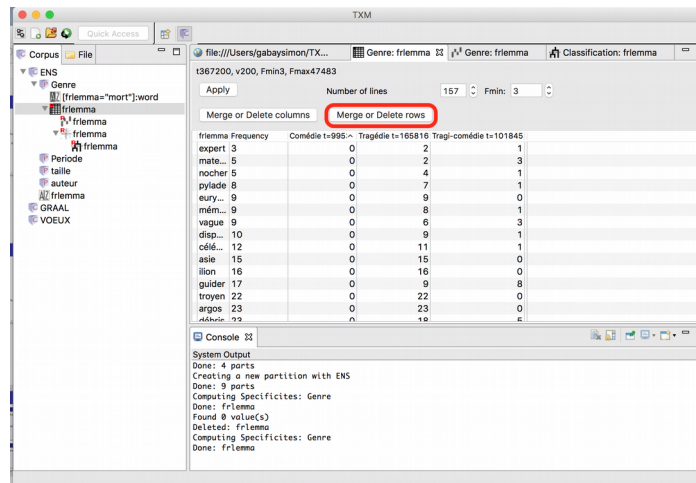 TXM
Quick Access
Corpus File
file:///Users/gabaysimon/TX... Genre: frlemma Genre: frlemma Classification: frlemma
ENS
Genre
[frlemma="mort"]:word
frlemma
frlemma
frlemma
frlemma
Periode
taille
auteur
frlemma
GRAAL
VOEUX
t367200, v200, Fmin3, Fmax47483
Apply Number of lines 157 Fmin: 3
Merge or Delete columns Merge or Delete rows
frlemma Frequency Comédie t=995 Tragédie t=165816 Tragi-comédie t=101845
expert 3 0 2 1
mate... 5 0 2 3
nocher 5 0 4 1
pylade 8 0 7 1
eury... 9 0 9 0
mém... 9 0 8 1
vague 9 0 6 3
disp... 10 0 9 1
célé... 12 0 11 1
asie 15 0 15 0
ilion 16 0 16 0
guider 17 0 9 8
troyen 22 0 22 0
argos 23 0 23 0
débris 23 0 18 5
Console
System Output
Done: 4 parts
Creating a new partition with ENS
Done: 9 parts
Computing Specificites: Genre
Done: frlemma
Found 0 value(s)
Deleted: frlemma
Computing Specificites: Genre
Done: frlemma